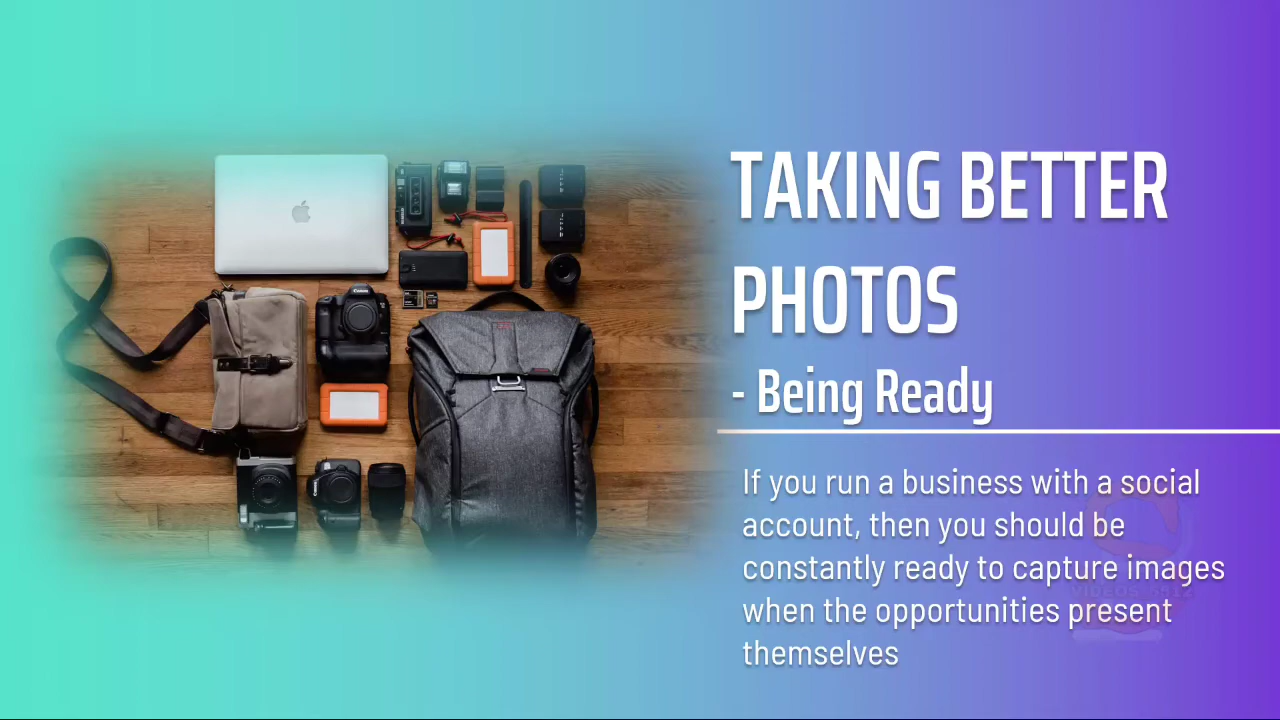 TAKING BETTER
PHOTOS
- Being Ready
If you run a business with a social
account, then you should be
constantly ready to capture images
when the opportunities present
themselves
Canon